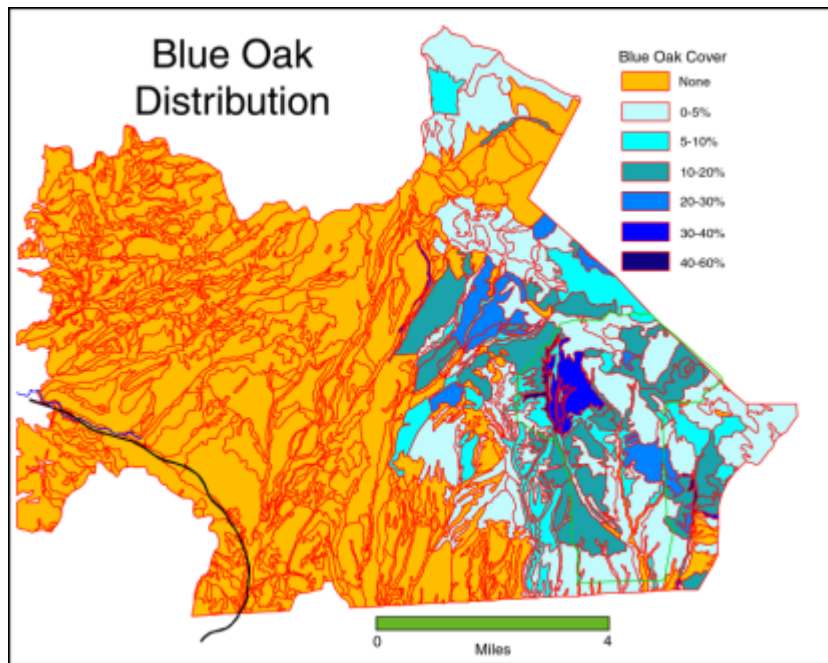 Blue Oak
Distribution
Blue Oak Cover
None
0-5%
5-10%
10-20%
20-30%
30-40%
40-60%
0
4
Miles